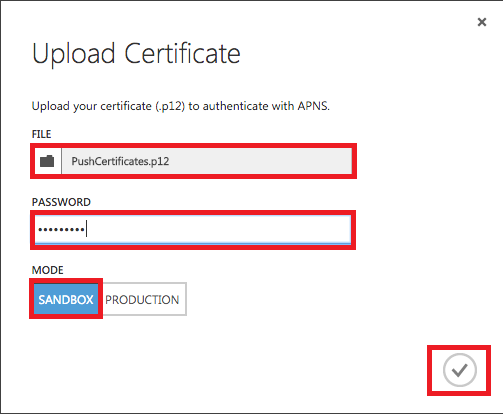 Upload Certificate
Upload your certificate (.p12) to authenticate with APNS.
FILE
PushCertificates.p12
PASSWORD
•••••••••
MODE
SANDBOX PRODUCTION